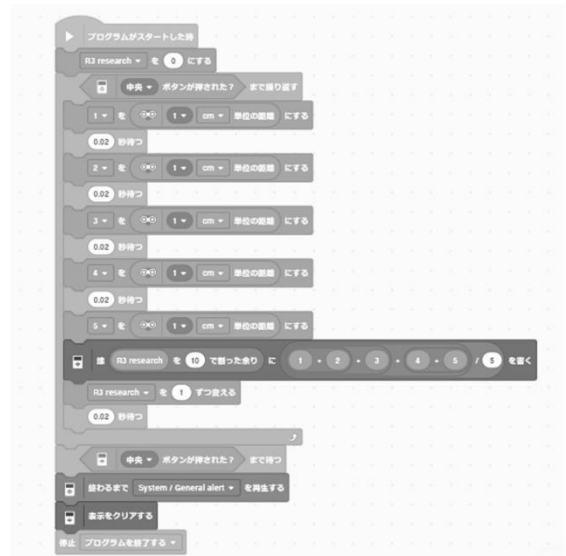 プログラムがスタートした時
R3 research ▾ を 0 にする
中央 ▾ ボタンが押された? まで繰り返す
1 ▾ を 1 ▾ cm ▾ 単位の距離 にする
0.02 秒待つ
2 ▾ を 1 ▾ cm ▾ 単位の距離 にする
0.02 秒待つ
3 ▾ を 1 ▾ cm ▾ 単位の距離 にする
0.02 秒待つ
4 ▾ を 1 ▾ cm ▾ 単位の距離 にする
0.02 秒待つ
5 ▾ を 1 ▾ cm ▾ 単位の距離 にする
R3 research を 10 で割った余り に 1 + 2 + 3 + 4 + 5 / 5 を書く
R3 research ▾ を 1 ずつ変える
0.02 秒待つ
中央 ▾ ボタンが押された? まで待つ
終わるまで System / General alert ▾ を再生する
表示をクリアする
停止 プログラムを終了する ▾